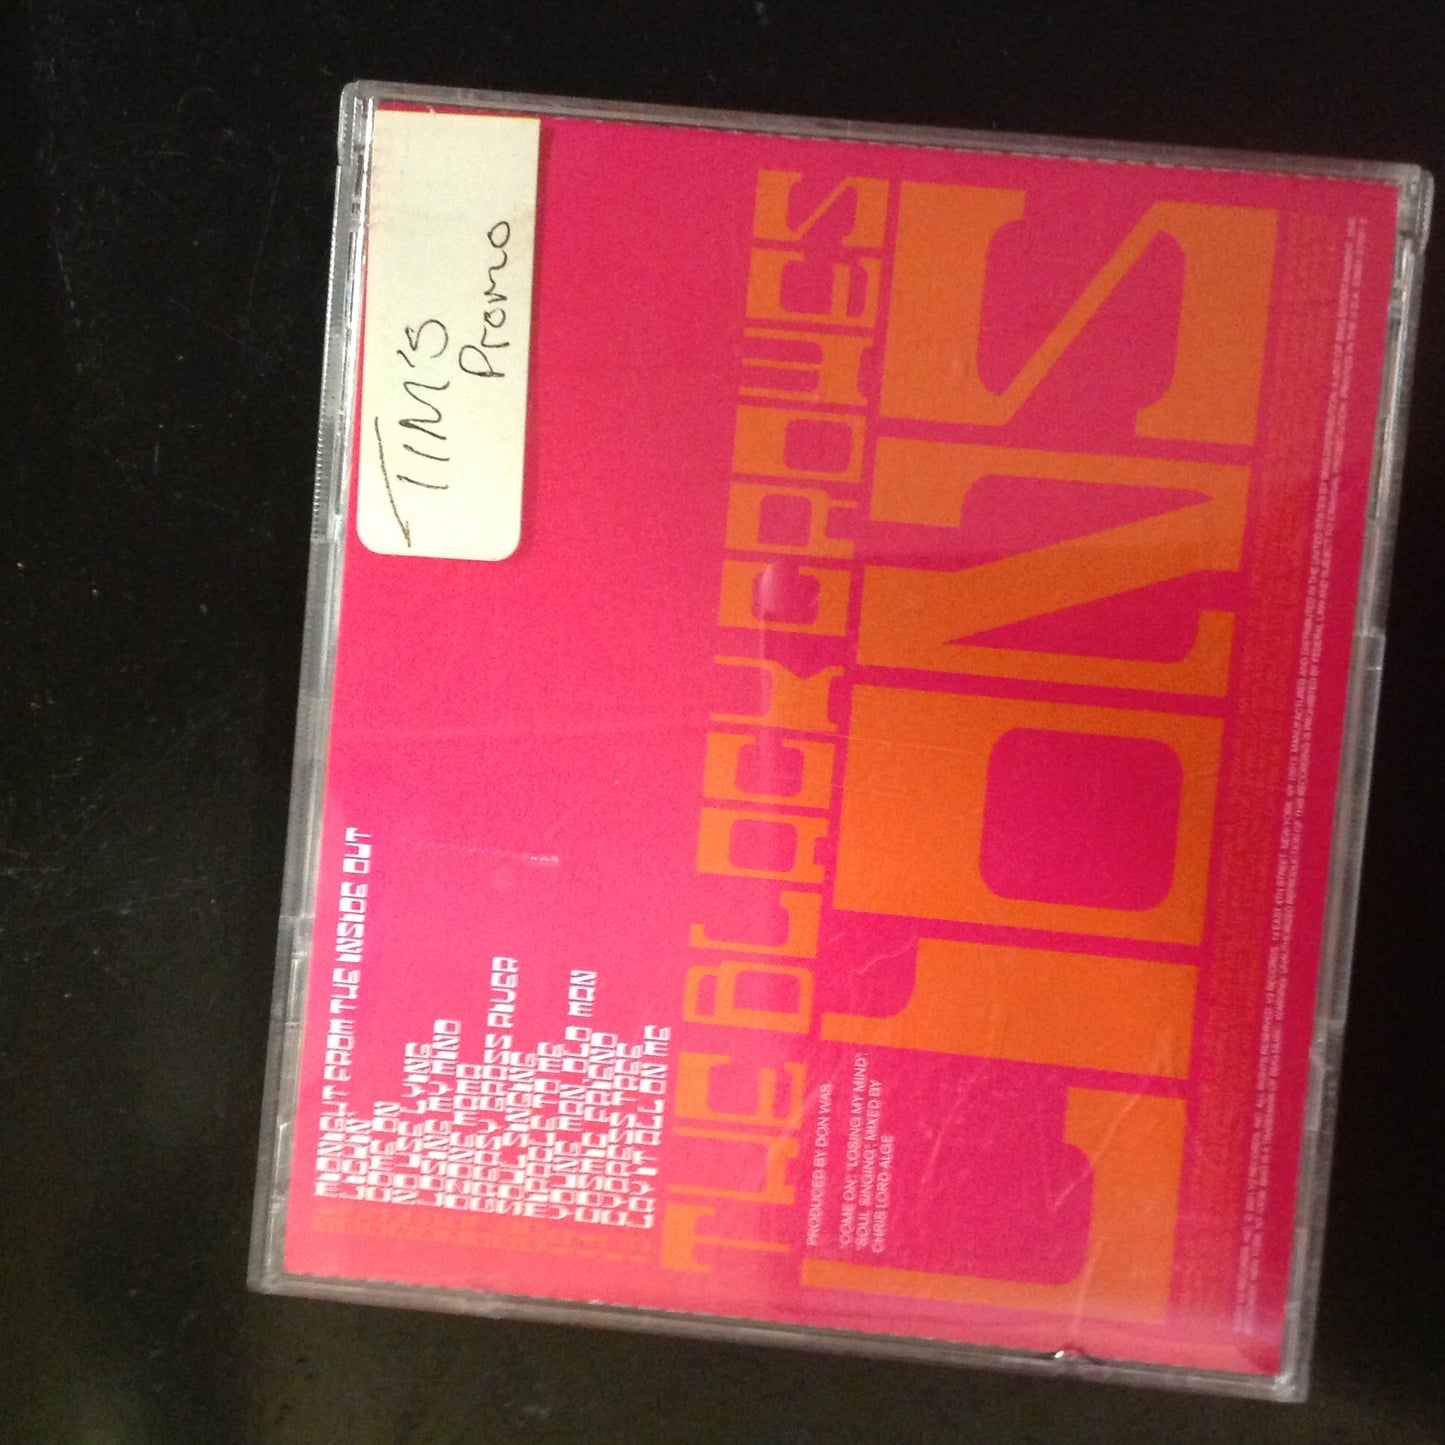 TIM'S
Promo
MIDNIGHT FROM THE INSIDE OUT
LICKIN'
COME ON
NO USE LYING
LOSING MY MIND
OZONE MAMA
GREASY GRASS RIVER
SOUL SINGING
MIRACLE TO ME
YOUNG MAN, OLD MAN
COSMIC FRIEND
CYPRESS TREE
LAY IT ALL ON ME
THE BLACK CROWES
LIONS
PRODUCED BY DON WAS
"COME ON", "LOSING MY MIND",
"SOUL SINGING"; MIXED BY
CHRIS LORD-ALGE